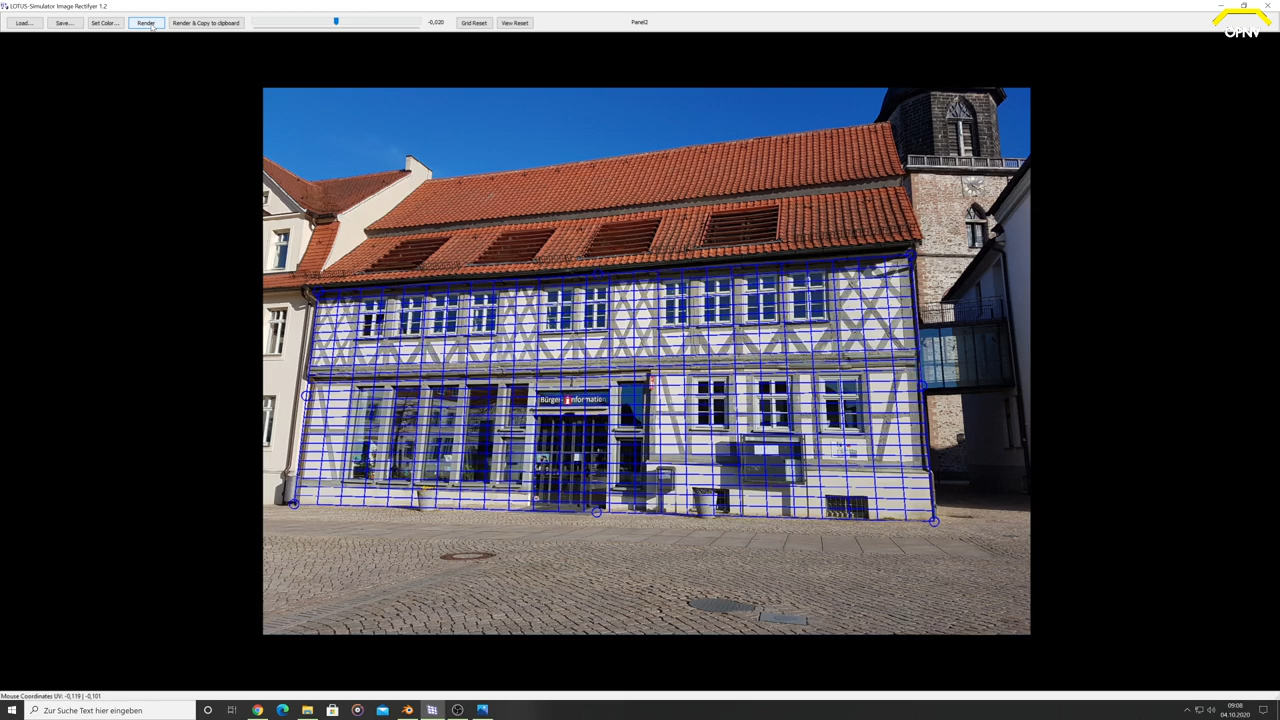 LOTUS-Simulator Image Rectifyer 1.2
Load... Save... Set Color... Render Render & Copy to clipboard -0,020 Grid Reset View Reset Panel2
ÖPNV
Bürger- Information
Mouse Coordinates UV: -0,119 | -0,101
Zur Suche Text hier eingeben
09:08
04.10.2020